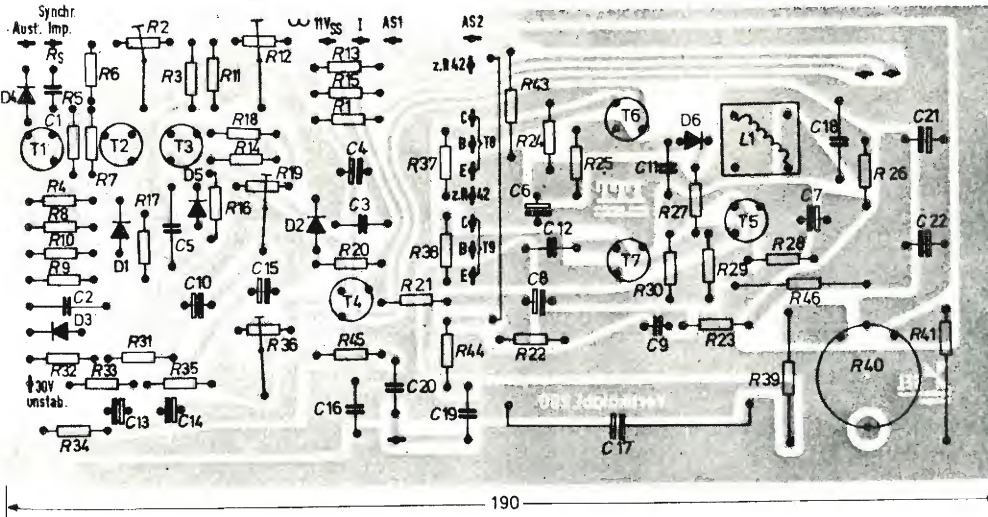 Synchr.
Aust. Imp.
R2
11Vss
I
AS1
AS2
R12
R13
z.R42
RS
R6
R3
R11
R15
R43
D4
R5
C1
R1
T6
D6
L1
C18
C21
T1
T2
T3
R18
R14
C4
R37
C
B
T8
E
R24
R25
C11
R26
R7
D5
R19
z.R42
R4
R17
R16
C6
R27
C7
R8
C5
D2
C3
C
T5
R10
R38
B
T9
C12
C22
R9
D1
R20
E
T7
R28
C2
C10
C15
T4
R21
C8
R30
R29
R46
D3
R36
C9
R23
R41
R31
R45
R44
R22
R32
R33
R35
R39
R40
30V
unstab.
C20
C13
C14
C16
C19
R34
C17
190